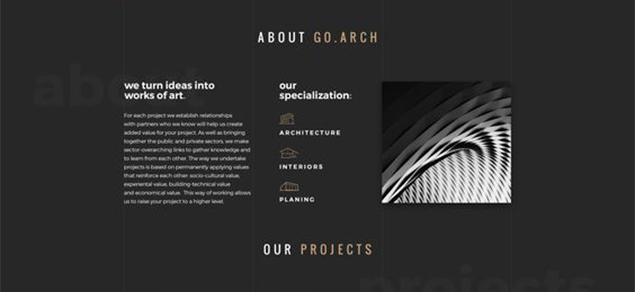 ABOUT GO.ARCH
about
we turn ideas into
works of art.
For each project we establish relationships
with partners who we know will help us create
added value for your project. As well as bringing
together the public and private sectors, we make
sector-overarching links to gather knowledge and
to learn from each other. The way we undertake
projects is based on permanently applying values
that reinforce each other: socio-cultural value,
experiental value, building-technical value
and economical value. This way of working allows
us to raise your project to a higher level.
our
specialization:
ARCHITECTURE
INTERIORS
PLANING
OUR PROJECTS
projects